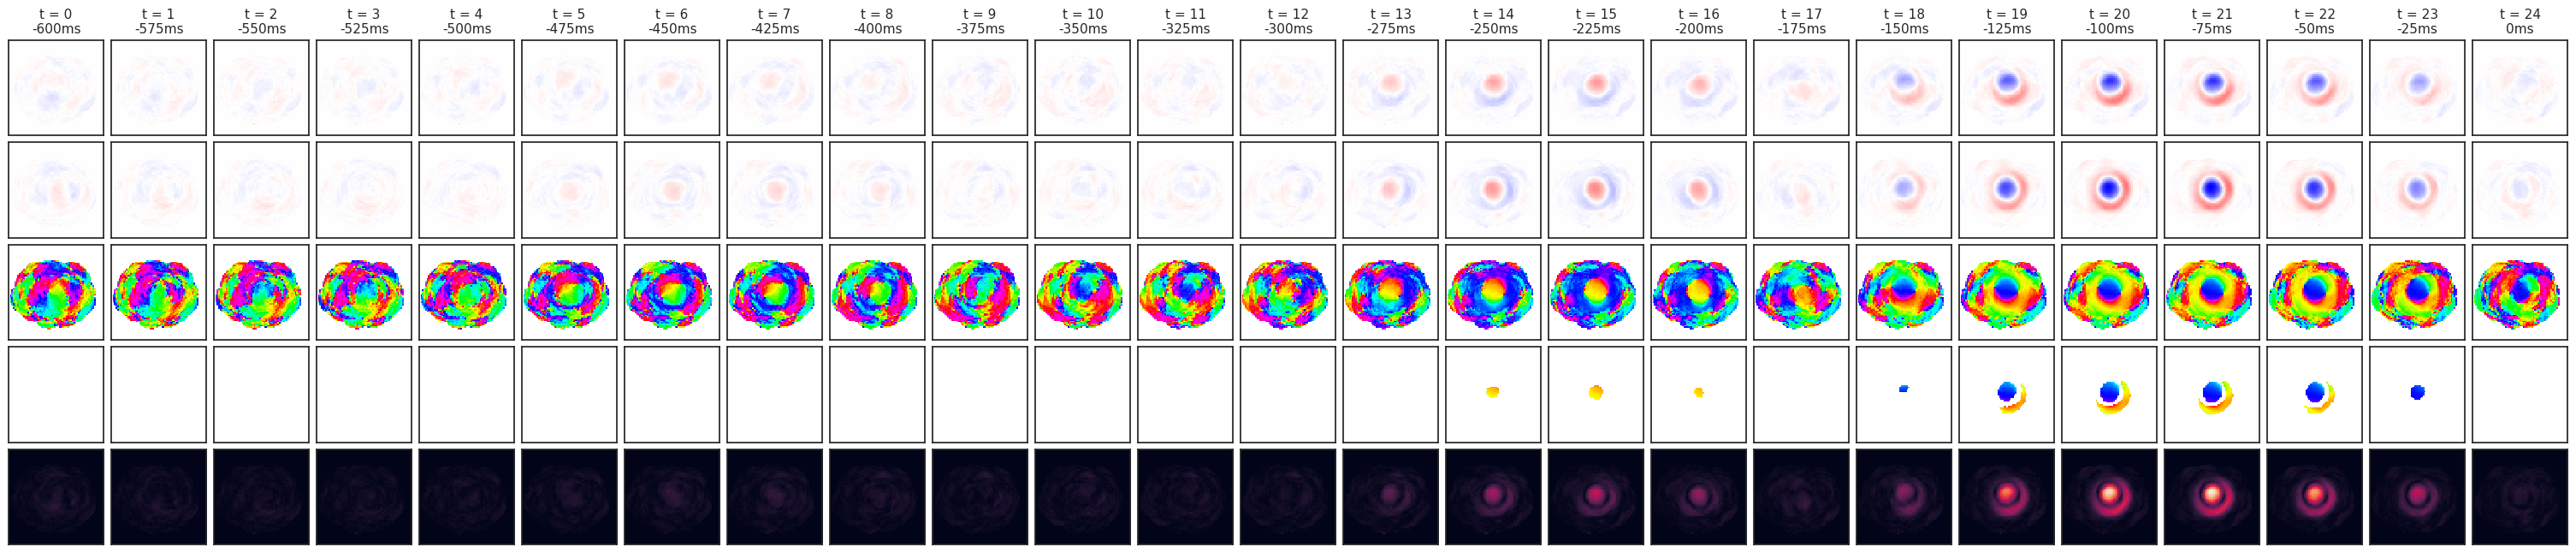 t = 0 t = 1 t = 2 t = 3 t = 4 t = 5 t = 6 t = 7 t = 8 t = 9 t = 10 t = 11 t = 12 t = 13 t = 14 t = 15 t = 16 t = 17 t = 18 t = 19 t = 20 t = 21 t = 22 t = 23 t = 24
-600ms -575ms -550ms -525ms -500ms -475ms -450ms -425ms -400ms -375ms -350ms -325ms -300ms -275ms -250ms -225ms -200ms -175ms -150ms -125ms -100ms -75ms -50ms -25ms 0ms